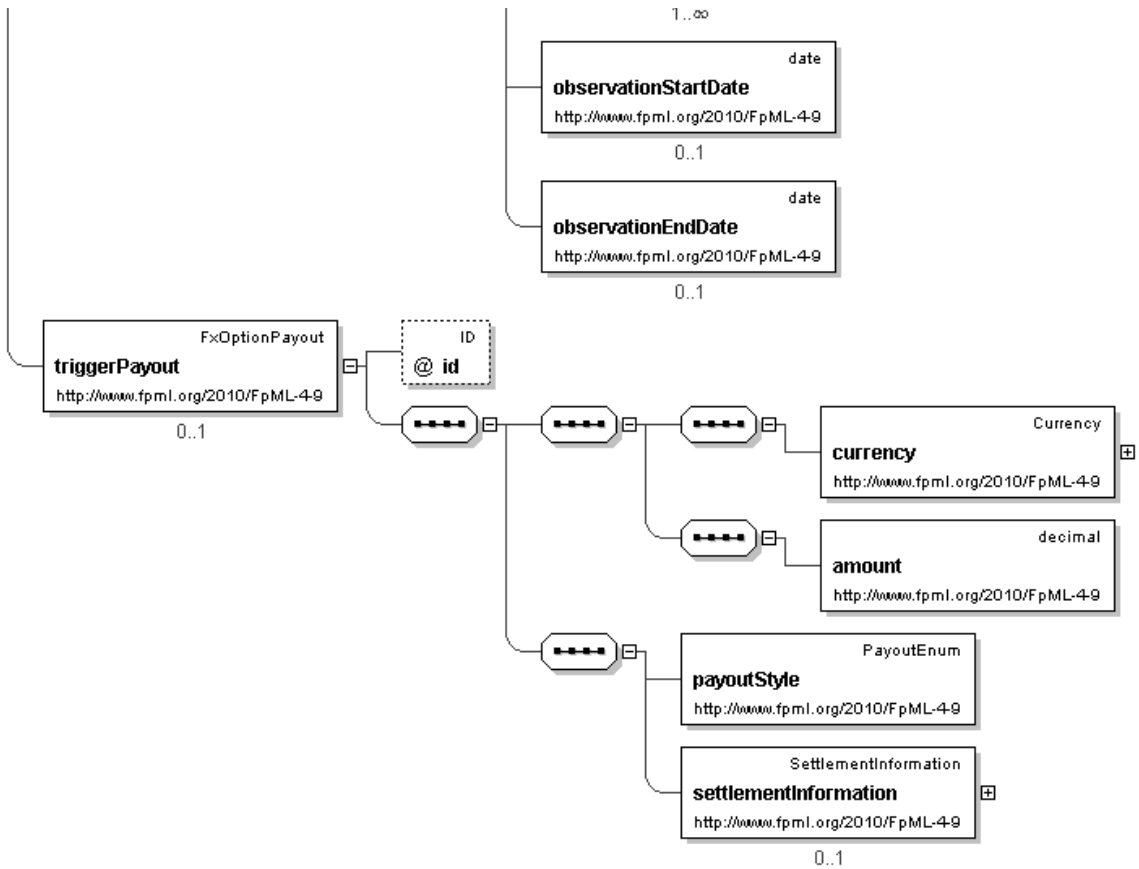 1..∞
date
observationStartDate
http://www.fpml.org/2010/FpML-4-9
0..1
date
observationEndDate
http://www.fpml.org/2010/FpML-4-9
0..1
FxOptionPayout
triggerPayout
http://www.fpml.org/2010/FpML-4-9
0..1
ID
@ id
Currency
currency
http://www.fpml.org/2010/FpML-4-9
decimal
amount
http://www.fpml.org/2010/FpML-4-9
PayoutEnum
payoutStyle
http://www.fpml.org/2010/FpML-4-9
SettlementInformation
settlementInformation
http://www.fpml.org/2010/FpML-4-9
0..1